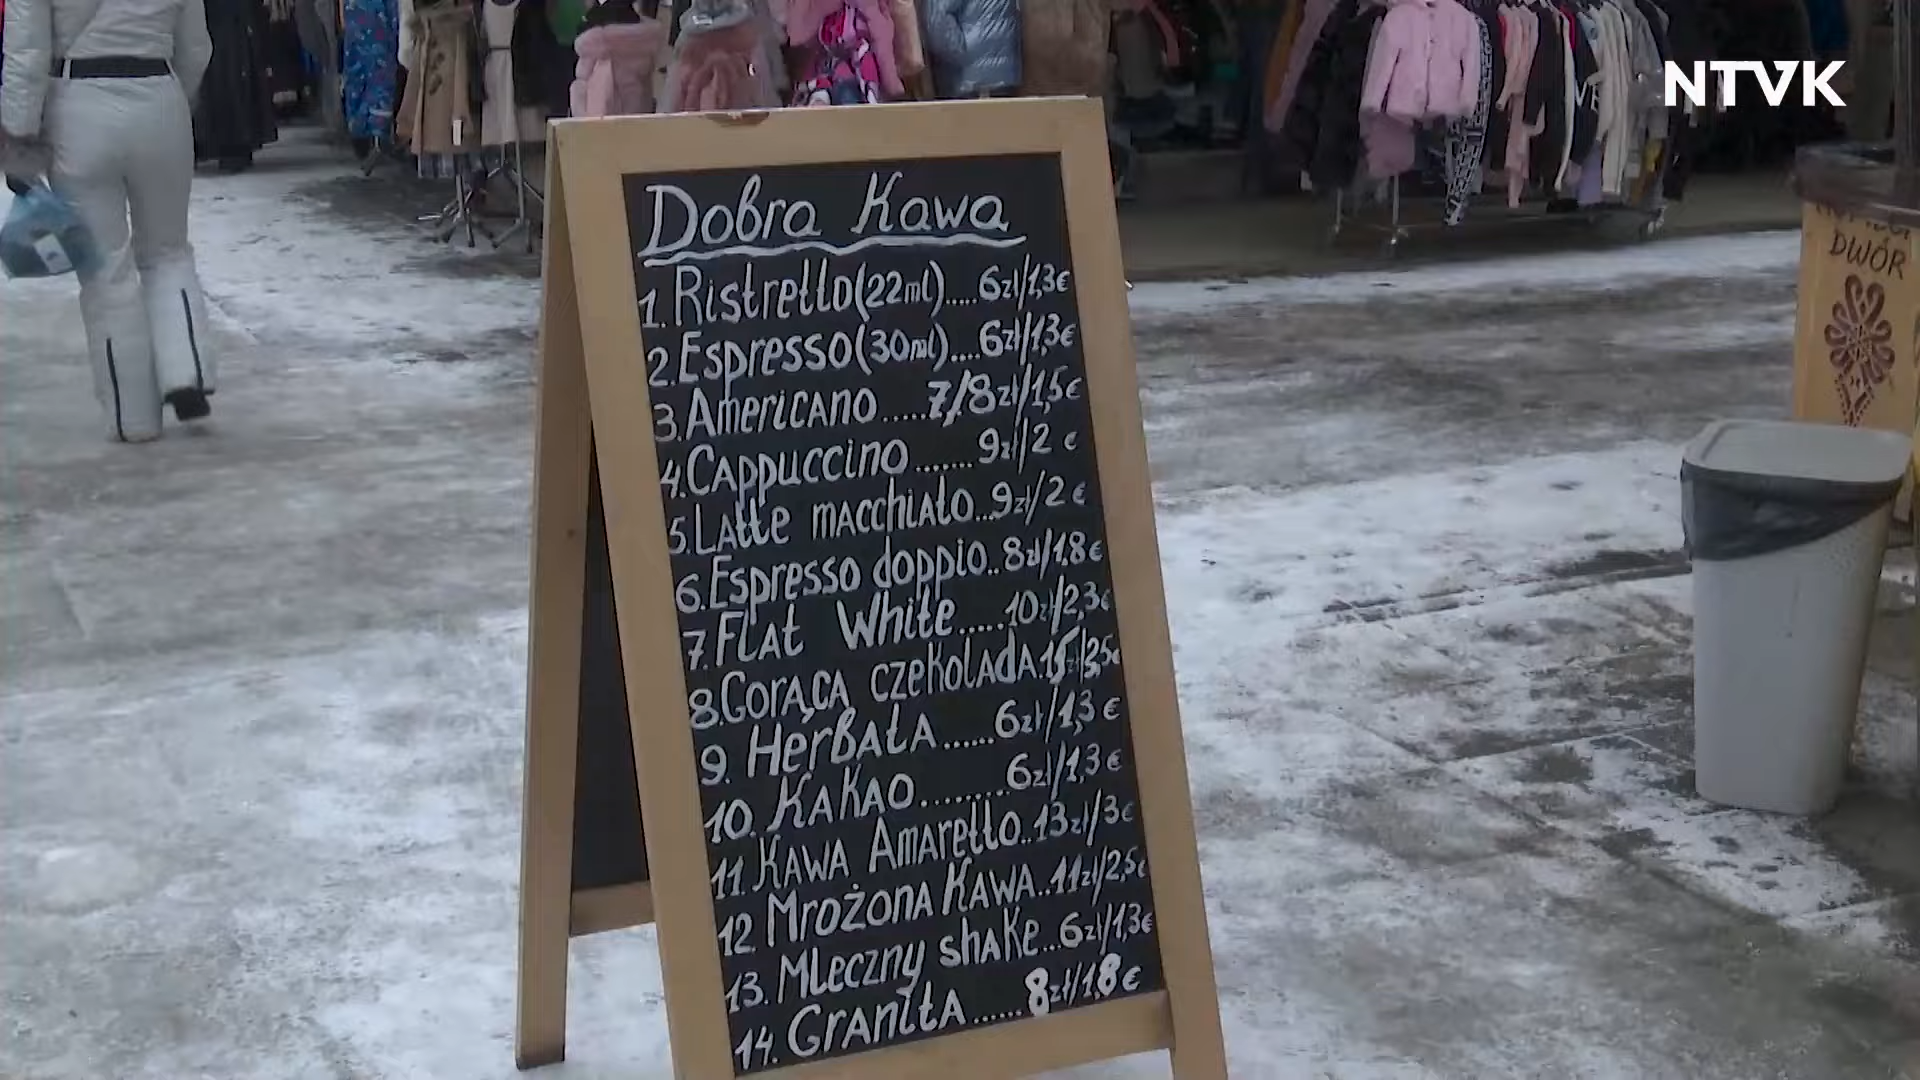 NTVK
Dobra Kawa
1. Ristretto (22ml)..... 6zł/1,3€
2. Espresso (30ml).... 6zł/1,3€
3. Americano..... 7/8zł/1,5€
4. Cappuccino....... 9zł/2 €
5. Latte macchiato... 9zł/2 €
6. Espresso doppio.. 8zł/1,8€
7. Flat White..... 10zł/2,3€
8. Gorąca czekolada.
9. Herbata...... 6zł/1,3 €
10. Kakao......... 6zł/1,3 €
11. Kawa Amaretto.. 13zł/3€
12. Mrożona Kawa.. 11zł/2,5€
13. Mleczny shake... 6zł/1,3€
14. Granita...... 8zł/1,8€
DWÓR